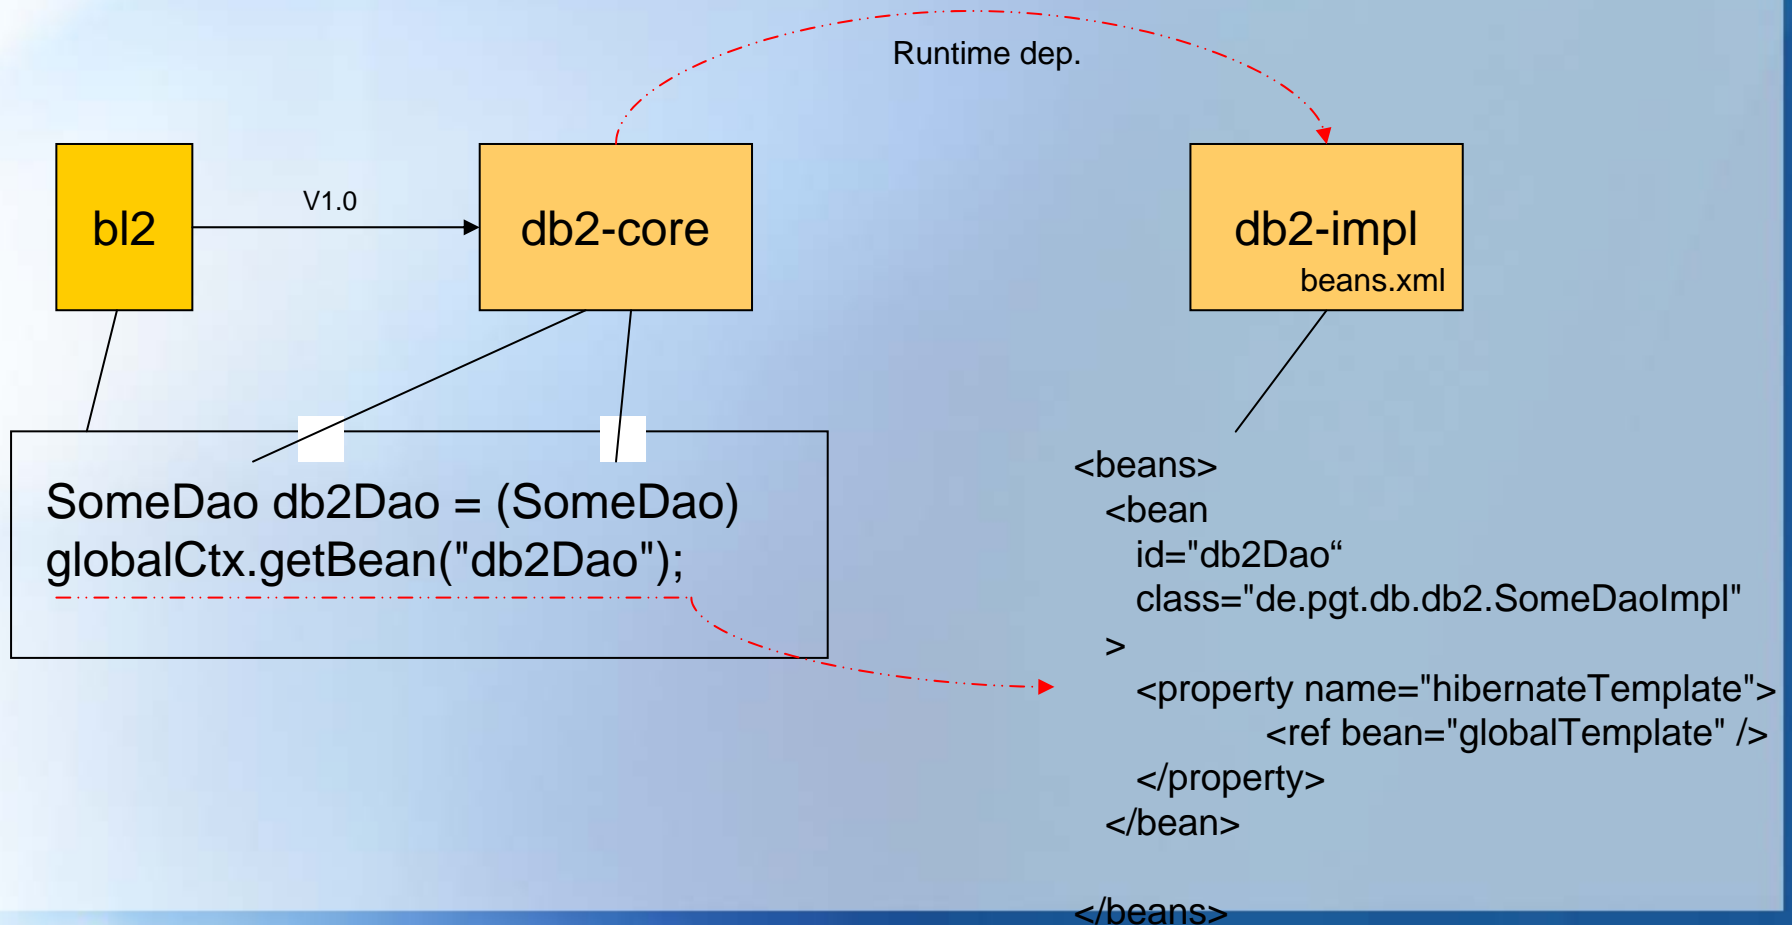 Runtime dep.
bl2
V1.0
db2-core
db2-impl
beans.xml
SomeDao db2Dao = (SomeDao)
globalCtx.getBean("db2Dao");
<beans>
<bean
id="db2Dao“
class="de.pgt.db.db2.SomeDaoImpl"
>
<property name="hibernateTemplate">
<ref bean="globalTemplate" />
</property>
</bean>
</beans>